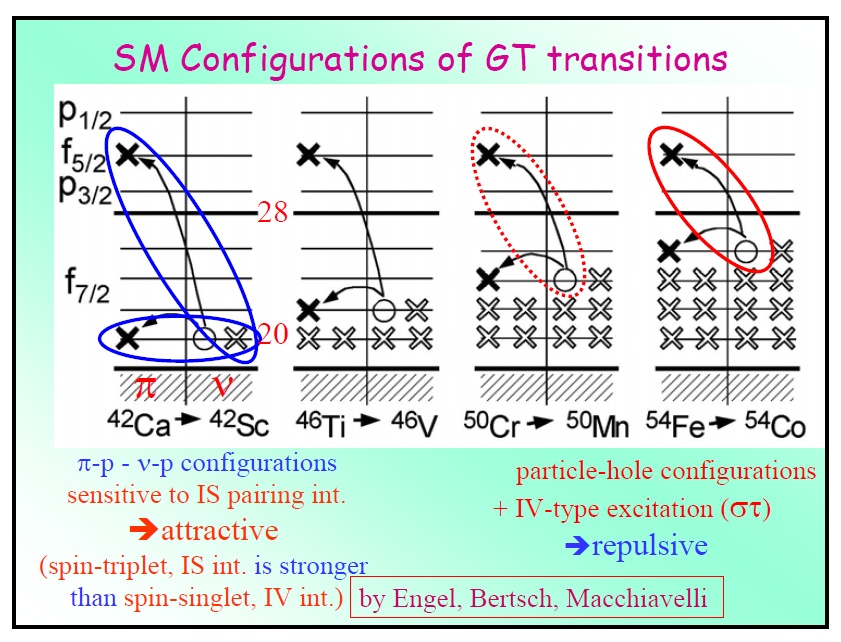 SM Configurations of GT transitions
p1/2
f5/2
p3/2
28
f7/2
20
π ν
42Ca → 42Sc 46Ti → 46V 50Cr → 50Mn 54Fe → 54Co
π-p - ν-p configurations
sensitive to IS pairing int.
➔attractive
(spin-triplet, IS int. is stronger
than spin-singlet, IV int.)
particle-hole configurations
+ IV-type excitation (στ)
➔repulsive
by Engel, Bertsch, Macchiavelli